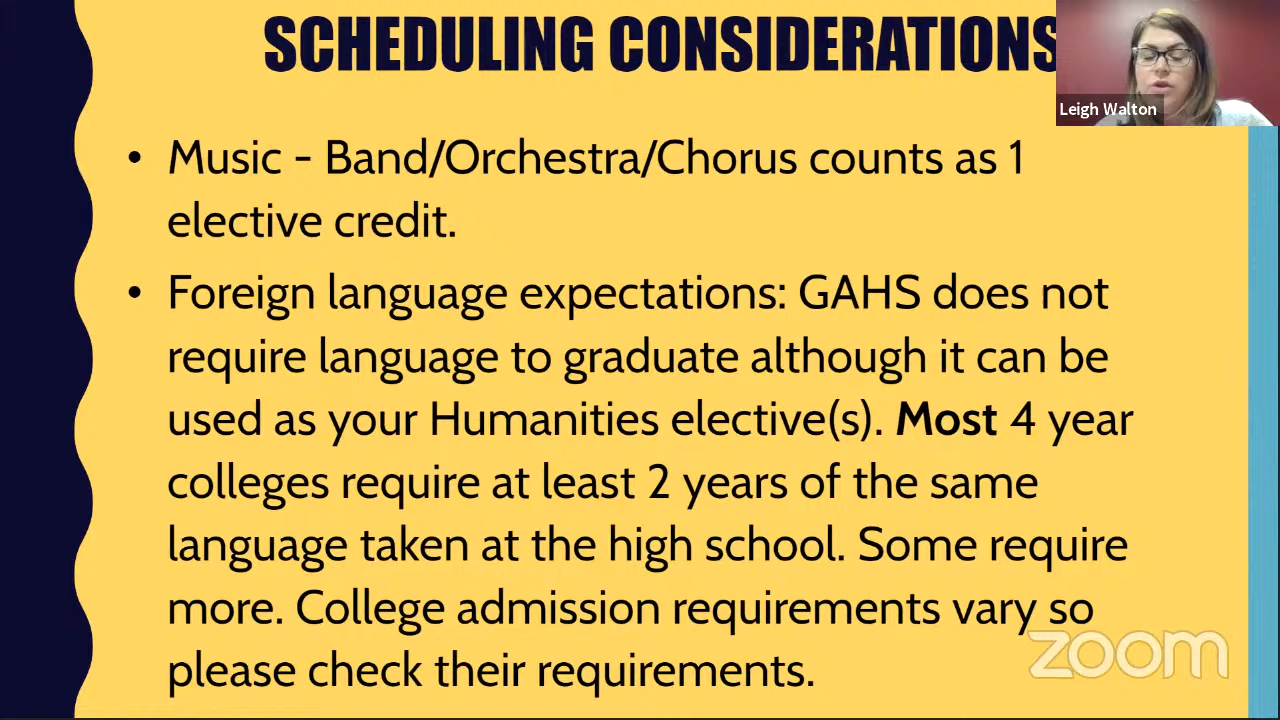 SCHEDULING CONSIDERATIONS
Leigh Walton
• Music - Band/Orchestra/Chorus counts as 1
elective credit.
• Foreign language expectations: GAHS does not
require language to graduate although it can be
used as your Humanities elective(s). Most 4 year
colleges require at least 2 years of the same
language taken at the high school. Some require
more. College admission requirements vary so
please check their requirements.
zoom